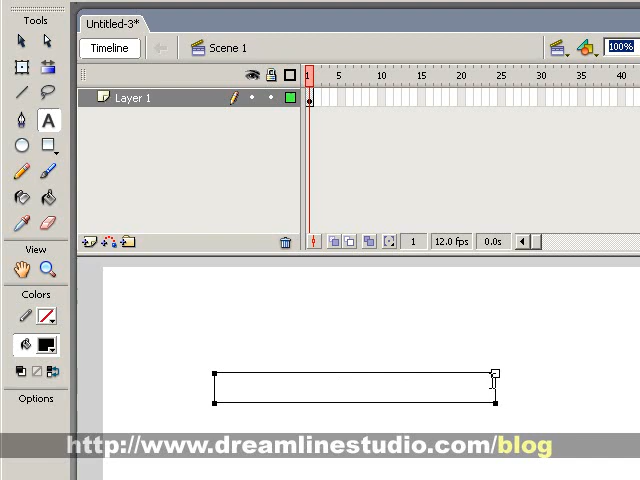 Tools
Untitled-3*
Timeline
Scene 1
100%
1 5 10 15 20 25 30 35 40
Layer 1
A
View
1 12.0 fps 0.0s
Colors
Options
http://www.dreamlinestudio.com/blog